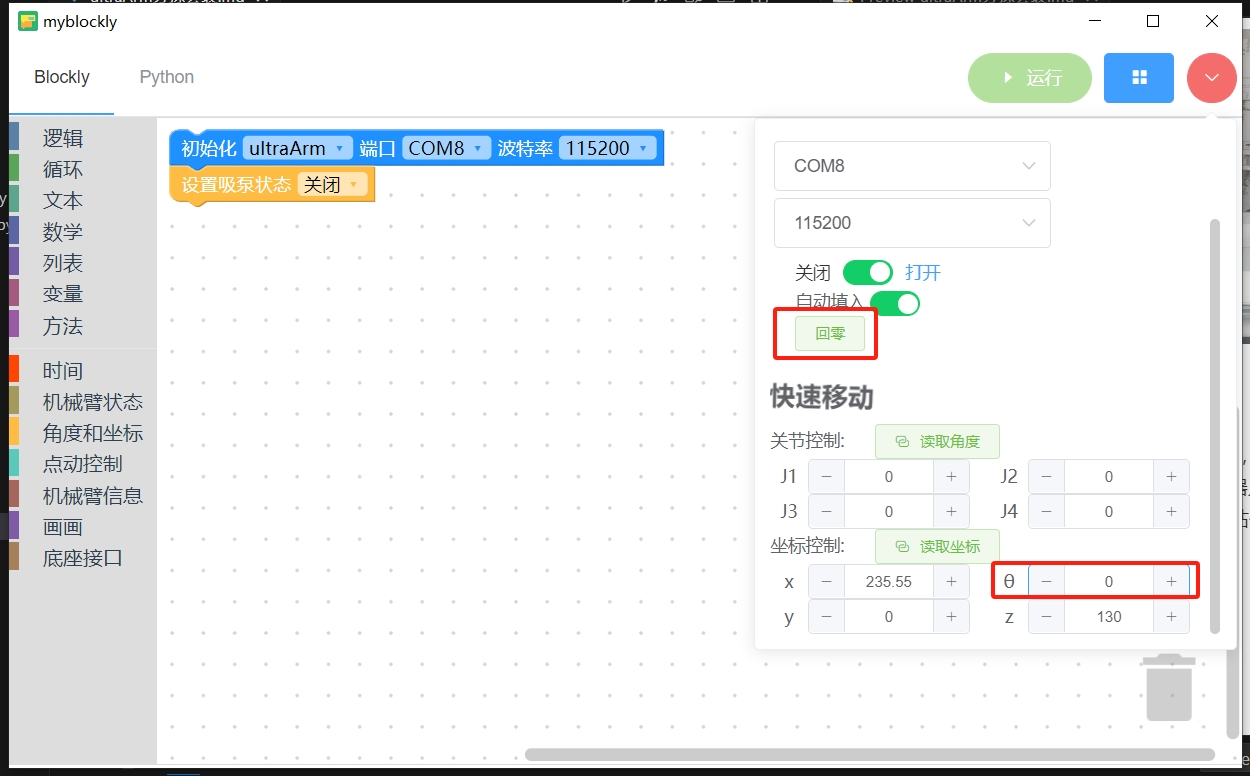 myblockly
Blockly Python 运行
逻辑
循环
文本
数学
列表
变量
方法
时间
机械臂状态
角度和坐标
点动控制
机械臂信息
画画
底座接口
初始化 ultraArm 端口 COM8 波特率 115200
设置吸泵状态 关闭
COM8
115200
关闭 打开
自动填入
回零
快速移动
关节控制: 读取角度
J1 − 0 + J2 − 0 +
J3 − 0 + J4 − 0 +
坐标控制: 读取坐标
x − 235.55 + θ − 0 +
y − 0 + z − 130 +